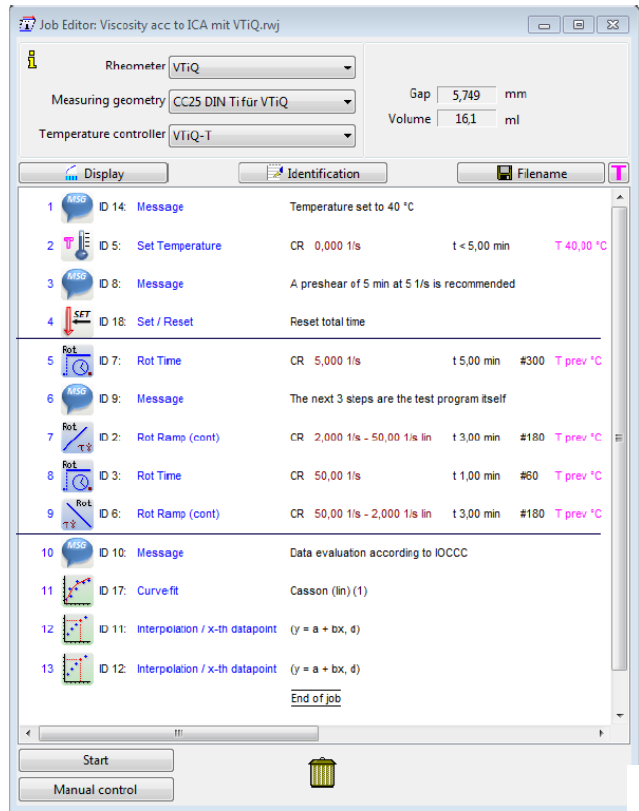 Job Editor: Viscosity acc to ICA mit VTiQ.rwj
Rheometer VTiQ
Measuring geometry CC25 DIN Ti für VTiQ
Temperature controller VTiQ-T
Gap 5,749 mm
Volume 16,1 ml
Display Identification Filename T
1 MSG ID 14: Message Temperature set to 40 °C
2 T ID 5: Set Temperature CR 0,000 1/s t < 5,00 min T 40,00 °C
3 MSG ID 8: Message A preshear of 5 min at 5 1/s is recommended
4 SET ID 18: Set / Reset Reset total time
5 Rot ID 7: Rot Time CR 5,000 1/s t 5,00 min #300 T prev °C
6 MSG ID 9: Message The next 3 steps are the test program itself
7 Rot ID 2: Rot Ramp (cont) CR 2,000 1/s - 50,00 1/s lin t 3,00 min #180 T prev °C
8 Rot ID 3: Rot Time CR 50,00 1/s t 1,00 min #60 T prev °C
9 Rot ID 6: Rot Ramp (cont) CR 50,00 1/s - 2,000 1/s lin t 3,00 min #180 T prev °C
10 MSG ID 10: Message Data evaluation according to IOCCC
11 ID 17: Curvefit Casson (lin) (1)
12 ID 11: Interpolation / x-th datapoint (y = a + bx, d)
13 ID 12: Interpolation / x-th datapoint (y = a + bx, d)
End of job
Start
Manual control